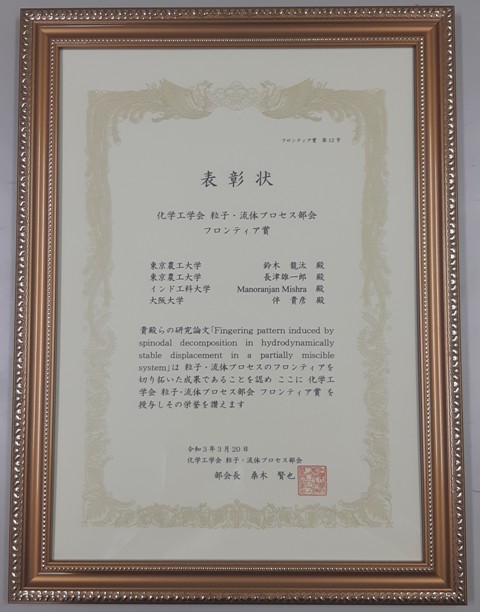 フロンティア賞 第12号
表彰状
化学工学会 粒子・流体プロセス部会
フロンティア賞
東京農工大学 鈴木 龍汰 殿
東京農工大学 長津雄一郎 殿
インド工科大学 Manoranjan Mishra 殿
大阪大学 伴 貴彦 殿
貴殿らの研究論文「Fingering pattern induced by
spinodal decomposition in hydrodynamically
stable displacement in a partially miscible
system」は 粒子・流体プロセスのフロンティアを
切り拓いた成果であることを認め ここに 化学工
学会 粒子・流体プロセス部会 フロンティア賞 を
授与しその栄誉を讃えます
令和3年3月20日
化学工学会 粒子・流体プロセス部会
部会長 桑木 賢也